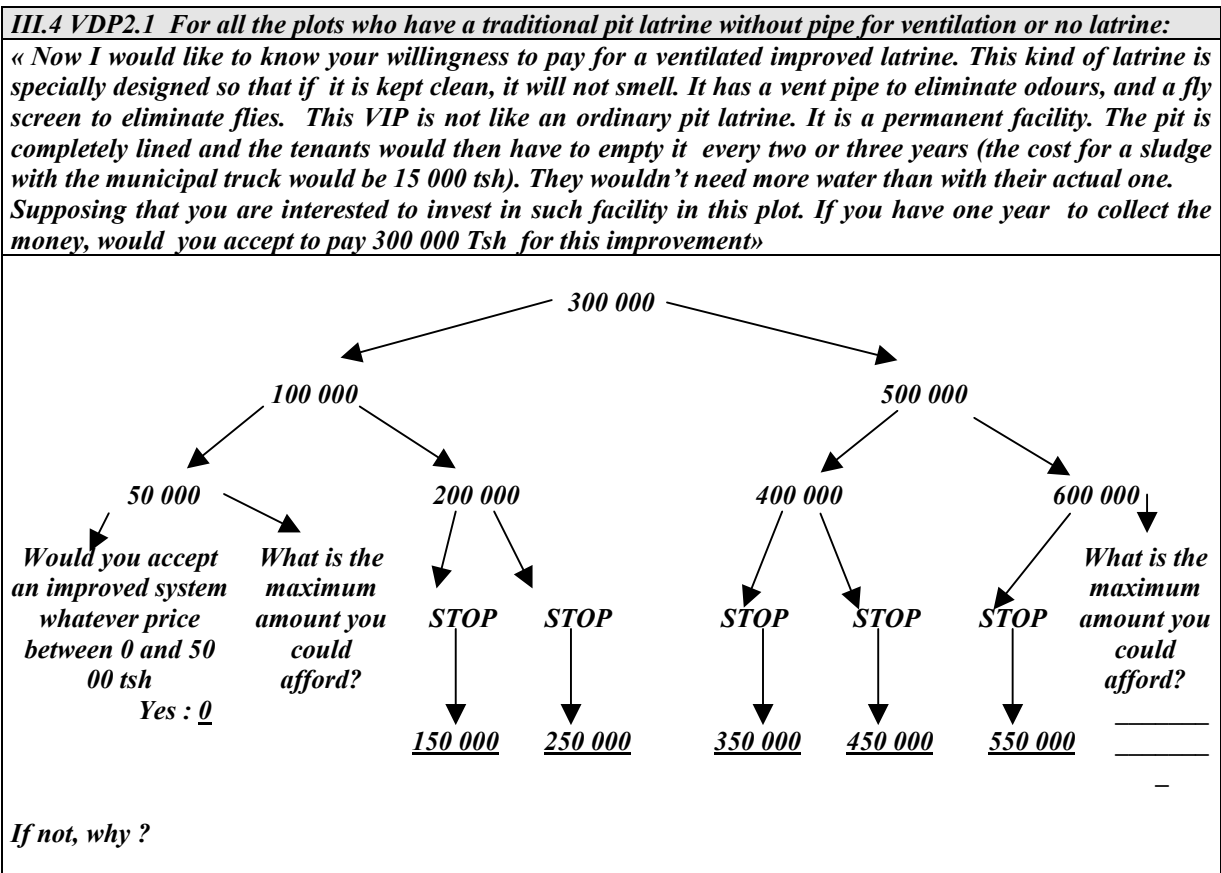 III.4 VDP2.1 For all the plots who have a traditional pit latrine without pipe for ventilation or no latrine:
« Now I would like to know your willingness to pay for a ventilated improved latrine. This kind of latrine is
specially designed so that if it is kept clean, it will not smell. It has a vent pipe to eliminate odours, and a fly
screen to eliminate flies. This VIP is not like an ordinary pit latrine. It is a permanent facility. The pit is
completely lined and the tenants would then have to empty it every two or three years (the cost for a sludge
with the municipal truck would be 15 000 tsh). They wouldn't need more water than with their actual one.
Supposing that you are interested to invest in such facility in this plot. If you have one year to collect the
money, would you accept to pay 300 000 Tsh for this improvement»
300 000
100 000
500 000
50 000
200 000
400 000
600 000
Would you accept
an improved system
whatever price
between 0 and 50
00 tsh
Yes : 0
What is the
maximum
amount you
could
afford?
STOP
STOP
STOP
STOP
STOP
What is the
maximum
amount you
could
afford?
150 000
250 000
350 000
450 000
550 000
_______
_______
_
If not, why ?